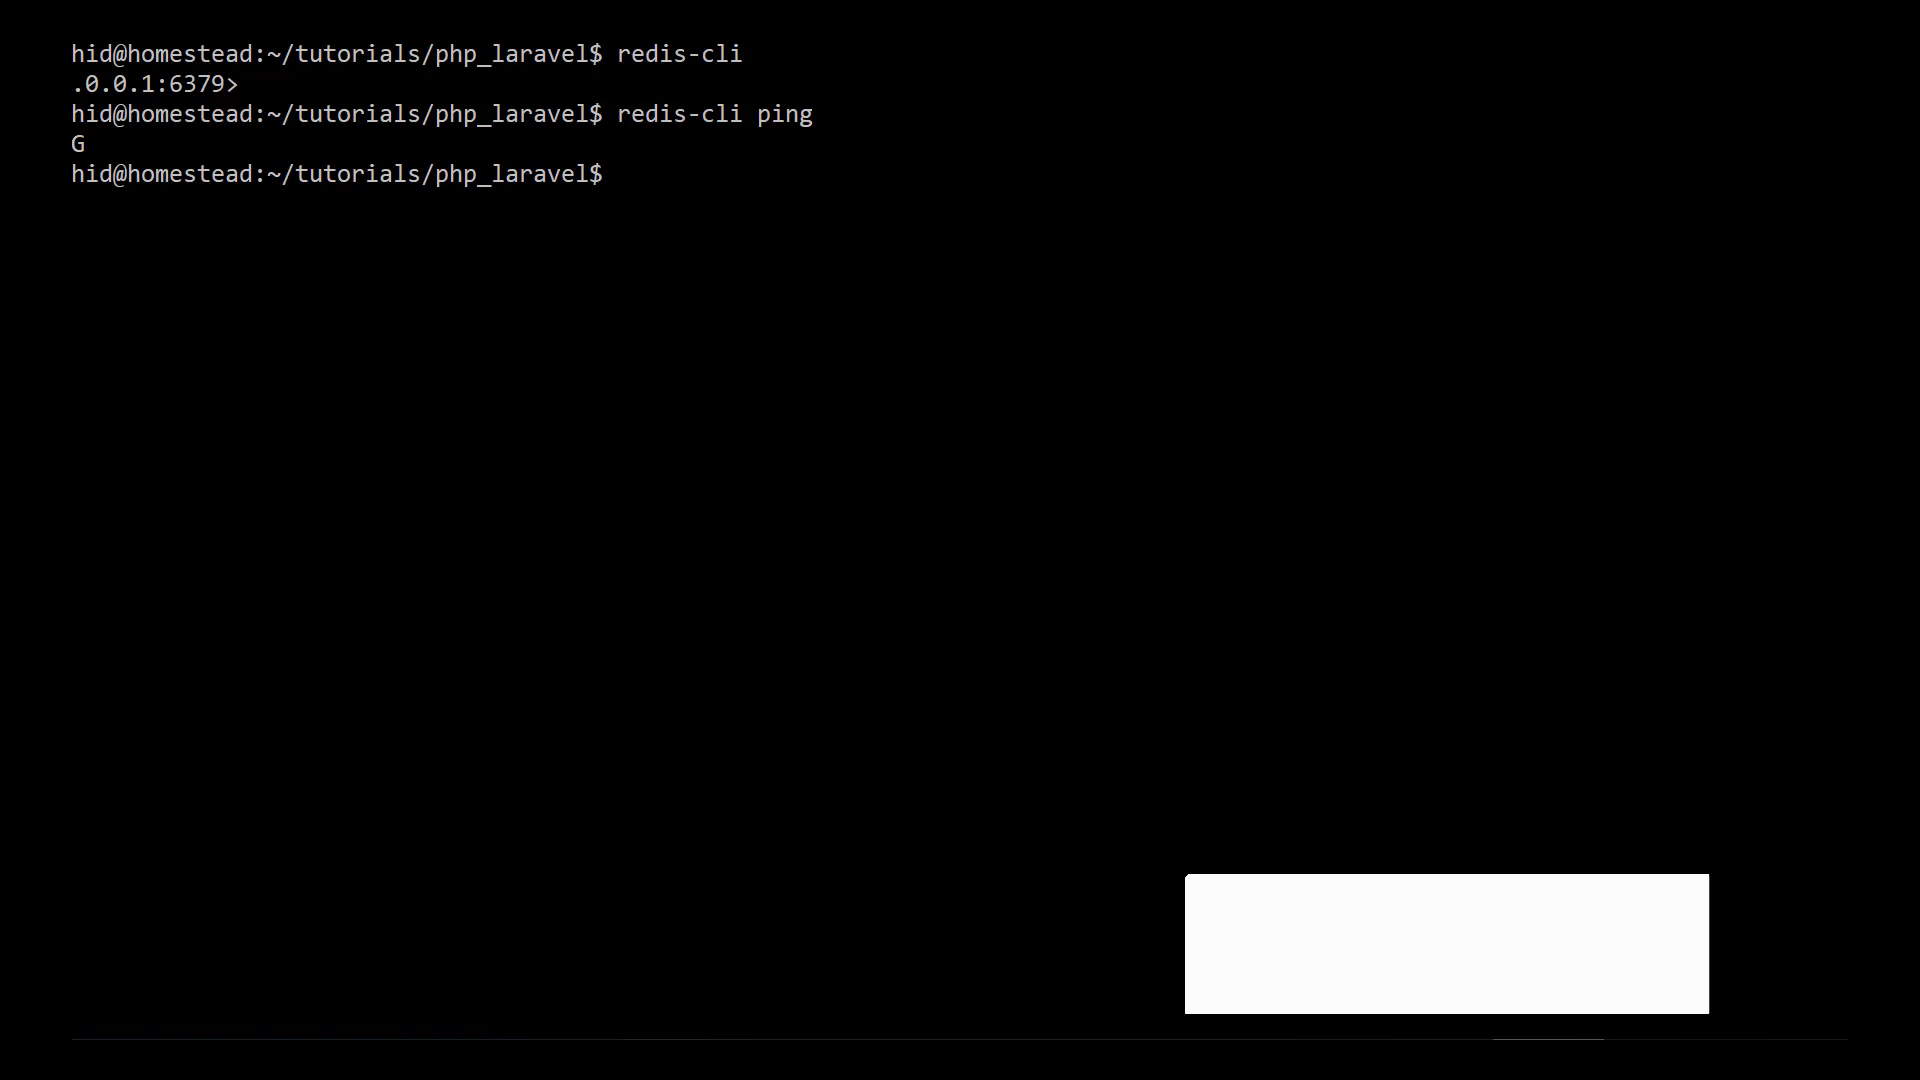 hid@homestead:~/tutorials/php_laravel$ redis-cli
.0.0.1:6379>
hid@homestead:~/tutorials/php_laravel$ redis-cli ping
G
hid@homestead:~/tutorials/php_laravel$